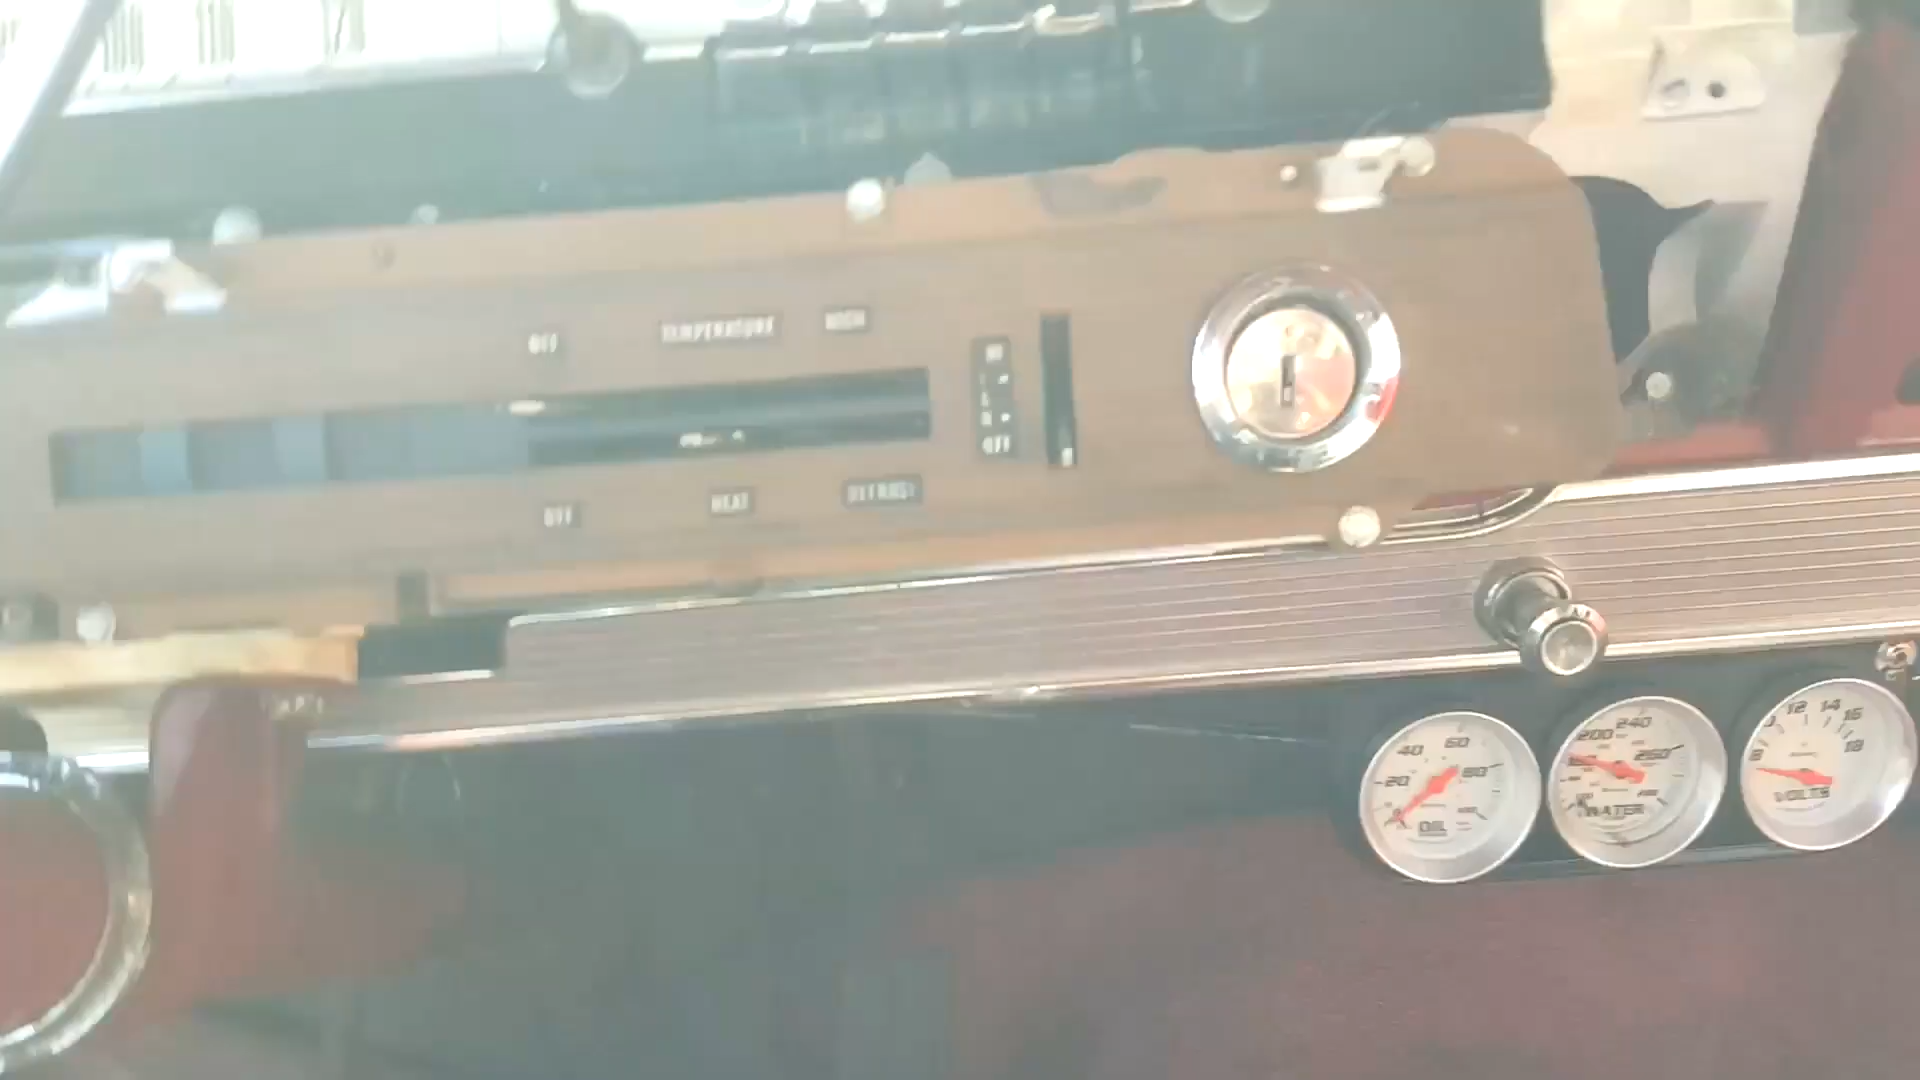 OFF TEMPERATURE HIGH
HI
OFF
OFF HEAT DEFROST
20 40 60 80
OIL
200 240 260
WATER
8 12 14 16 18
VOLTS